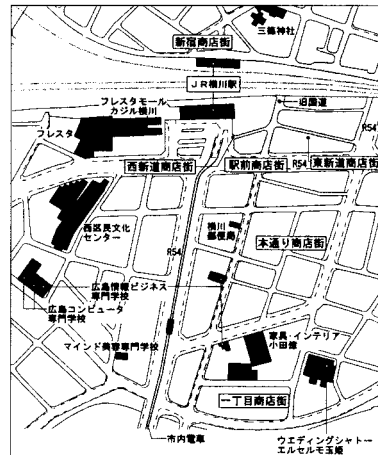 三篠神社
新宿商店街
JR横川駅
フレスタモール
カジル横川
旧国道
フレスタ
R54
西新道商店街
駅前商店街
R54
東新道商店街
横川
郵便局
西区民文化
センター
本通り商店街
R54
広島情報ビジネス
専門学校
広島コンピュータ
専門学校
家具・インテリア
マインド美容専門学校
一丁目商店街
市内電車
ウエディングシャトー
エルセルモ玉姫